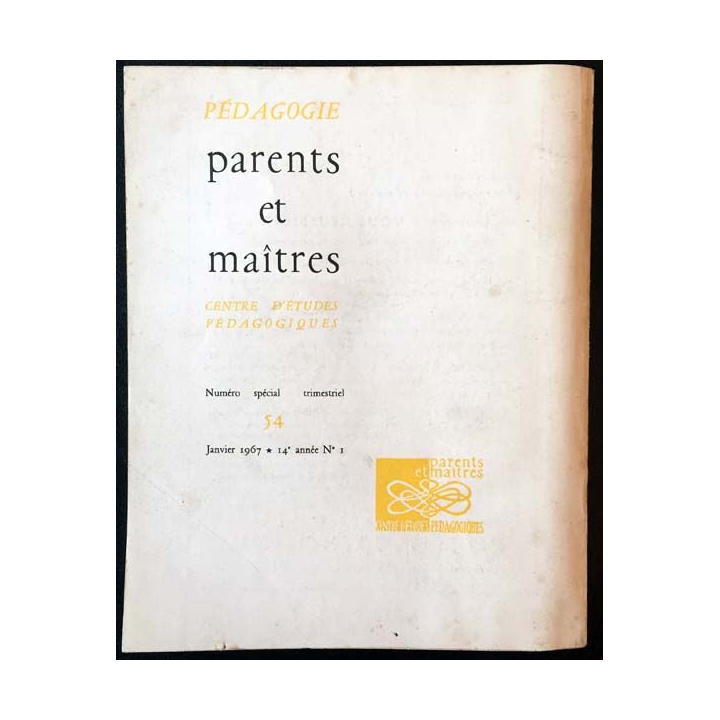 PÉDAGOGIE
parents
et
maîtres
CENTRE D'ÉTUDES
PÉDAGOGIQUES
Numéro spécial trimestriel
54
Janvier 1967 ★ 14e année N° 1
parents
et maîtres
CENTRE D'ÉTUDES PÉDAGOGIQUES